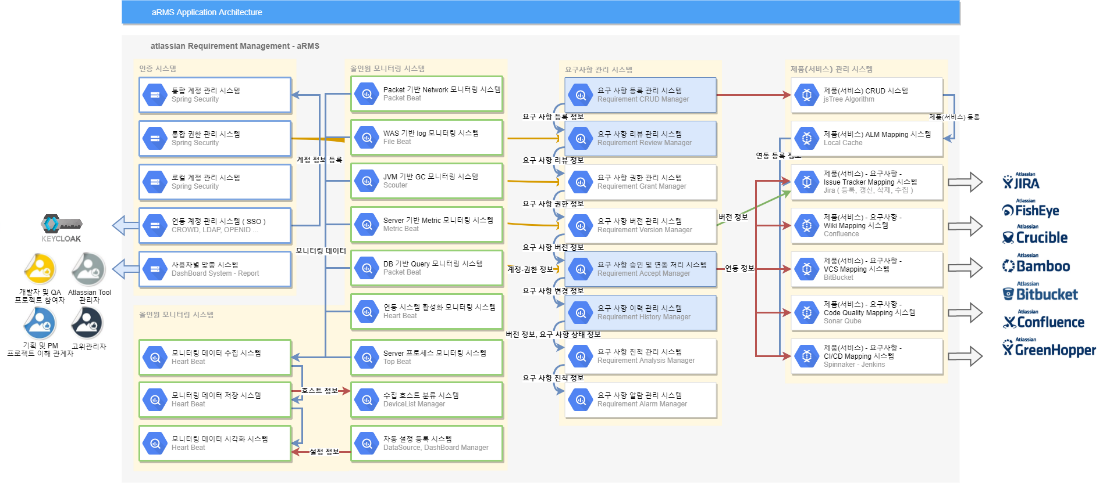 aRMS Application Architecture
atlassian Requirement Management - aRMS
인증 시스템
통합 계정 관리 시스템
Spring Security
통합 권한 관리 시스템
Spring Security
로컬 계정 관리 시스템
Spring Security
연동 계정 관리 시스템 ( SSO )
CROWD, LDAP, OPENID ...
사용자별 맞춤 시스템
DashBoard System - Report
올인원 모니터링 시스템
모니터링 데이터 수집 시스템
Heart Beat
모니터링 데이터 저장 시스템
Heart Beat
모니터링 데이터 시각화 시스템
Heart Beat
올인원 모니터링 시스템
Packet 기반 Network 모니터링 시스템
Packet Beat
WAS 기반 log 모니터링 시스템
File Beat
JVM 기반 GC 모니터링 시스템
Scouter
Server 기반 Metric 모니터링 시스템
Metric Beat
DB 기반 Query 모니터링 시스템
Packet Beat
연동 시스템 활성화 모니터링 시스템
Heart Beat
Server 프로세스 모니터링 시스템
Top Beat
수집 호스트 분류 시스템
DeviceList Manager
자동 설정 등록 시스템
DataSource, DashBoard Manager
계정 정보 등록
모니터링 데이터
호스트 정보
설정 정보
요구사항 관리 시스템
요구 사항 등록 관리 시스템
Requirement CRUD Manager
요구 사항 등록 정보
요구 사항 리뷰 관리 시스템
Requirement Review Manager
요구 사항 리뷰 정보
요구 사항 권한 관리 시스템
Requirement Grant Manager
요구 사항 권한 정보
요구 사항 버전 관리 시스템
Requirement Version Manager
요구 사항 버전 정보
요구 사항 승인 및 연동 처리 시스템
Requirement Accept Manager
계정-권한 정보
요구 사항 변경 정보
요구 사항 이력 관리 시스템
Requirement History Manager
버전 정보, 요구 사항 상태 정보
요구 사항 진척 관리 시스템
Requirement Analysis Manager
요구 사항 진척 정보
요구 사항 알람 관리 시스템
Requirement Alarm Manager
버전 정보
연동 정보
제품(서비스) 관리 시스템
제품(서비스) CRUD 시스템
jsTree Algorithm
제품(서비스) 등록
제품(서비스) ALM Mapping 시스템
Local Cache
연동 등록 정보
제품(서비스) - 요구사항 -
Issue Tracker Mapping 시스템
Jira ( 등록, 갱신, 삭제, 수집 )
제품(서비스) - 요구사항 -
Wiki Mapping 시스템
Confluence
제품(서비스) - 요구사항 -
VCS Mapping 시스템
BitBucket
제품(서비스) - 요구사항 -
Code Quality Mapping 시스템
Sonar Qube
제품(서비스) - 요구사항 -
CI/CD Mapping 시스템
Spinnaker - Jenkins
KEYCLOAK
개발자 및 QA
프로젝트 참여자
Atlassian Tool
관리자
기획 및 PM
프로젝트 이해 관계자
고위관리자
Atlassian
JIRA
Atlassian
FishEye
Atlassian
Crucible
Atlassian
Bamboo
Atlassian
Bitbucket
Atlassian
Confluence
Atlassian
GreenHopper